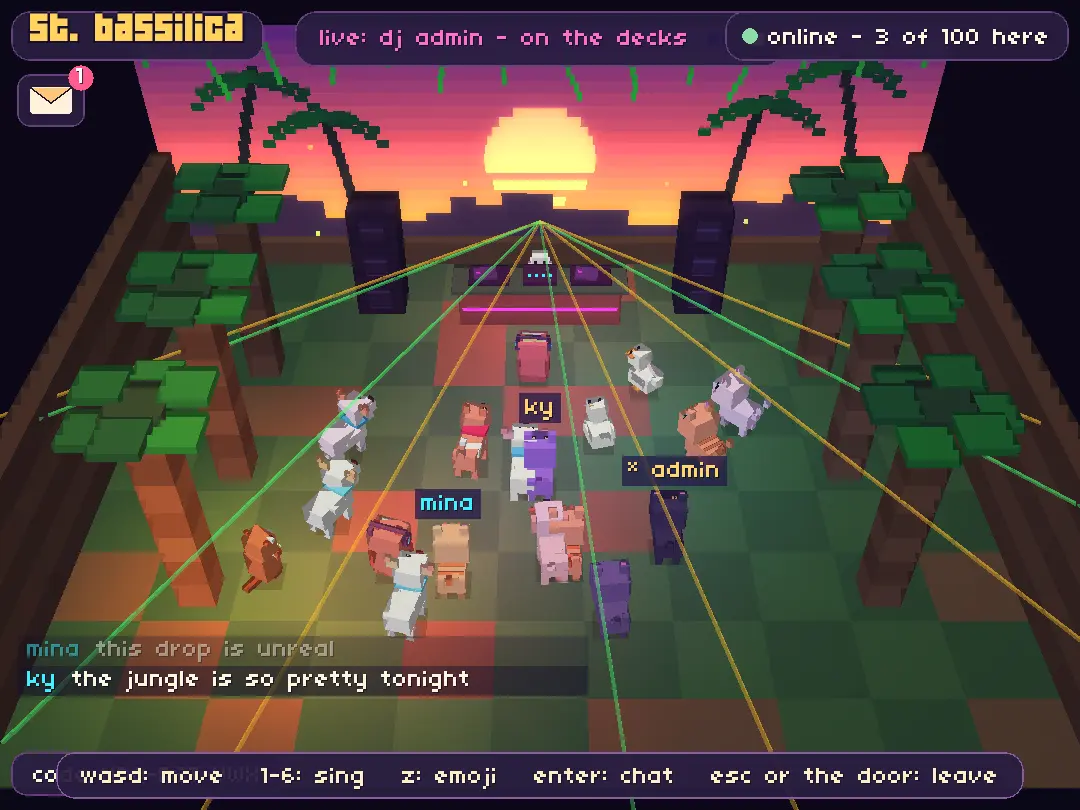 st. bassilica
live: dj admin - on the decks
online - 3 of 100 here
1
ky
× admin
mina
mina this drop is unreal
ky the jungle is so pretty tonight
co
wasd: move 1-6: sing z: emoji enter: chat esc or the door: leave